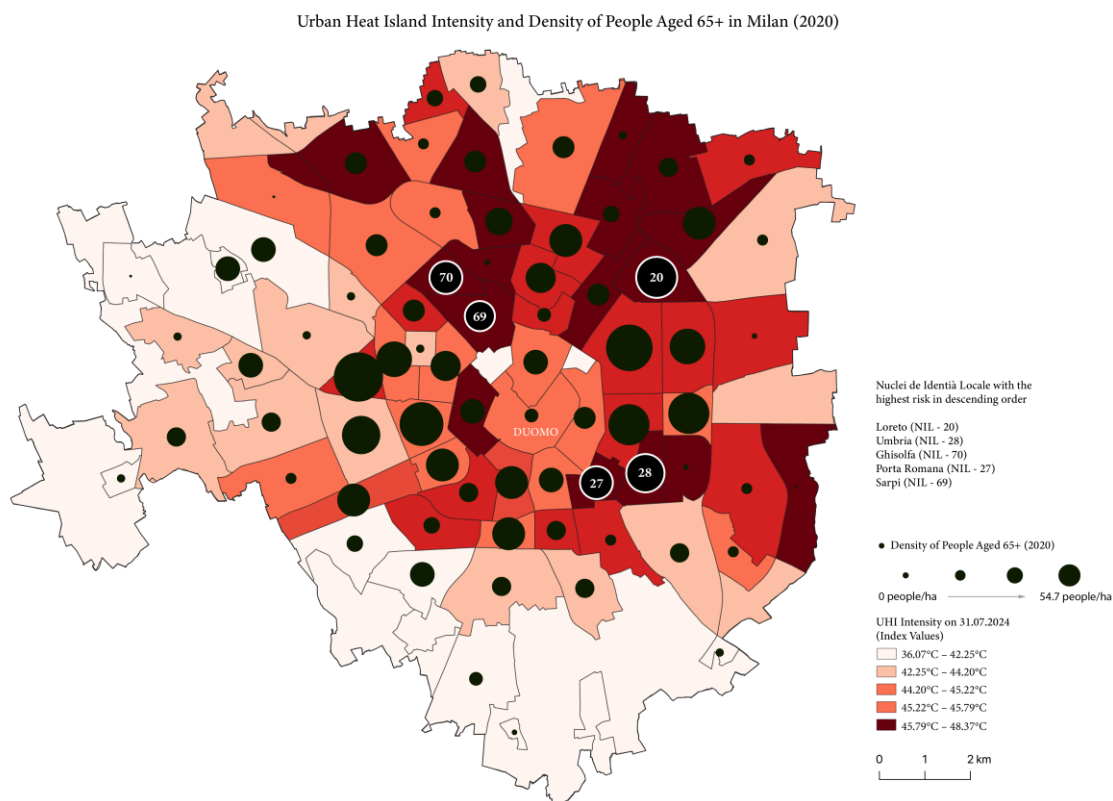 Urban Heat Island Intensity and Density of People Aged 65+ in Milan (2020)
20
70
69
DUOMO
28
27
Nuclei de Identià Locale with the
highest risk in descending order
Loreto (NIL - 20)
Umbria (NIL - 28)
Ghisolfa (NIL - 70)
Porta Romana (NIL - 27)
Sarpi (NIL - 69)
Density of People Aged 65+ (2020)
0 people/ha 54.7 people/ha
UHI Intensity on 31.07.2024
(Index Values)
36.07°C – 42.25°C
42.25°C – 44.20°C
44.20°C – 45.22°C
45.22°C – 45.79°C
45.79°C – 48.37°C
0 1 2 km